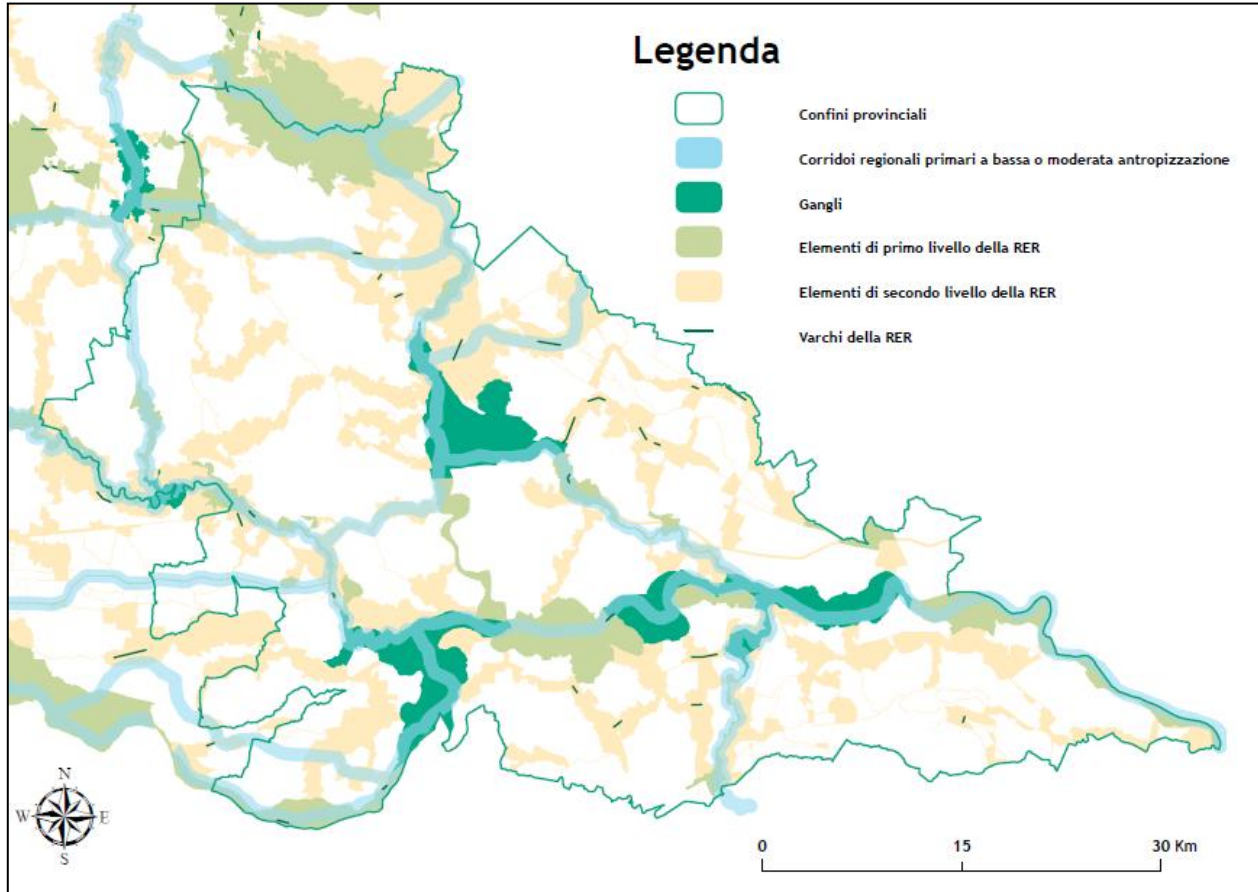 Legenda
Confini provinciali
Corridoi regionali primari a bassa o moderata antropizzazione
Gangli
Elementi di primo livello della RER
Elementi di secondo livello della RER
Varchi della RER
N
W E
S
0 15 30 Km